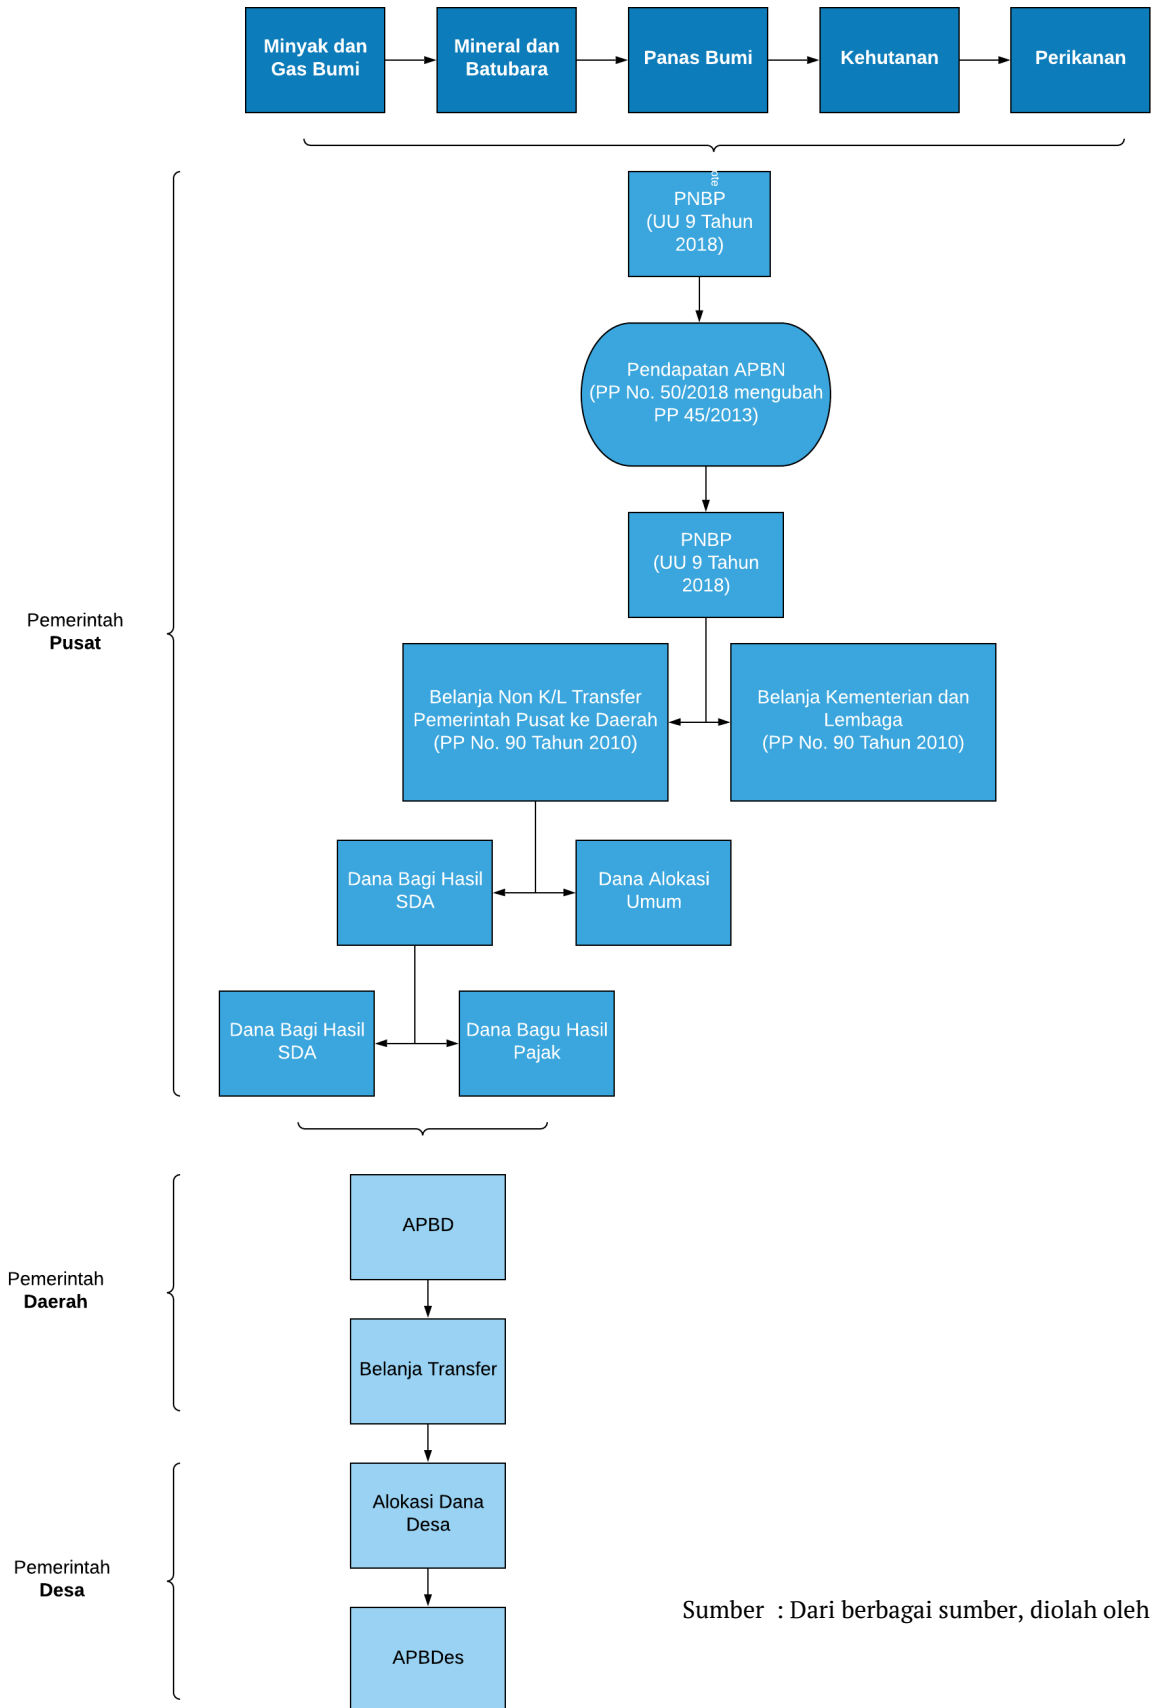 Minyak dan
Gas Bumi
Mineral dan
Batubara
Panas Bumi
Kehutanan
Perikanan
ote
PNBP
(UU 9 Tahun
2018)
Pendapatan APBN
(PP No. 50/2018 mengubah
PP 45/2013)
PNBP
(UU 9 Tahun
2018)
Pemerintah
Pusat
Belanja Non K/L Transfer
Pemerintah Pusat ke Daerah
(PP No. 90 Tahun 2010)
Belanja Kementerian dan
Lembaga
(PP No. 90 Tahun 2010)
Dana Bagi Hasil
SDA
Dana Alokasi
Umum
Dana Bagi Hasil
SDA
Dana Bagu Hasil
Pajak
APBD
Pemerintah
Daerah
Belanja Transfer
Alokasi Dana
Desa
Pemerintah
Desa
APBDes
Sumber : Dari berbagai sumber, diolah oleh